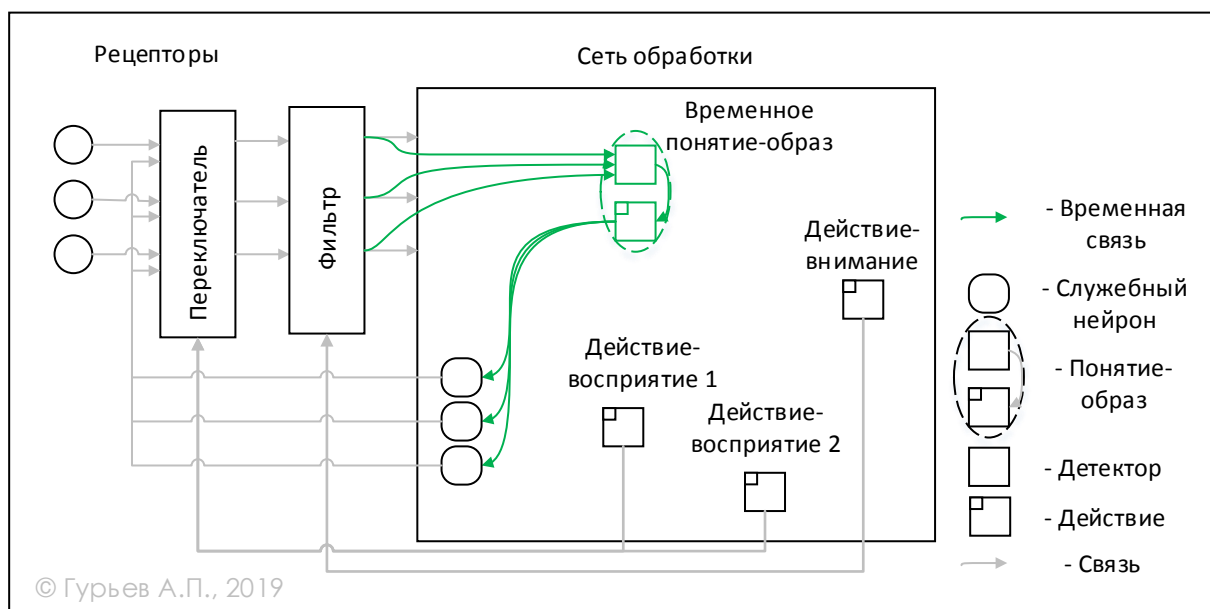 Рецепторы
Сеть обработки
Переключатель
Фильтр
Временное
понятие-образ
Действие-
внимание
Действие-
восприятие 1
Действие-
восприятие 2
- Временная
связь
- Служебный
нейрон
- Понятие-
образ
- Детектор
- Действие
- Связь
© Гурьев А.П., 2019